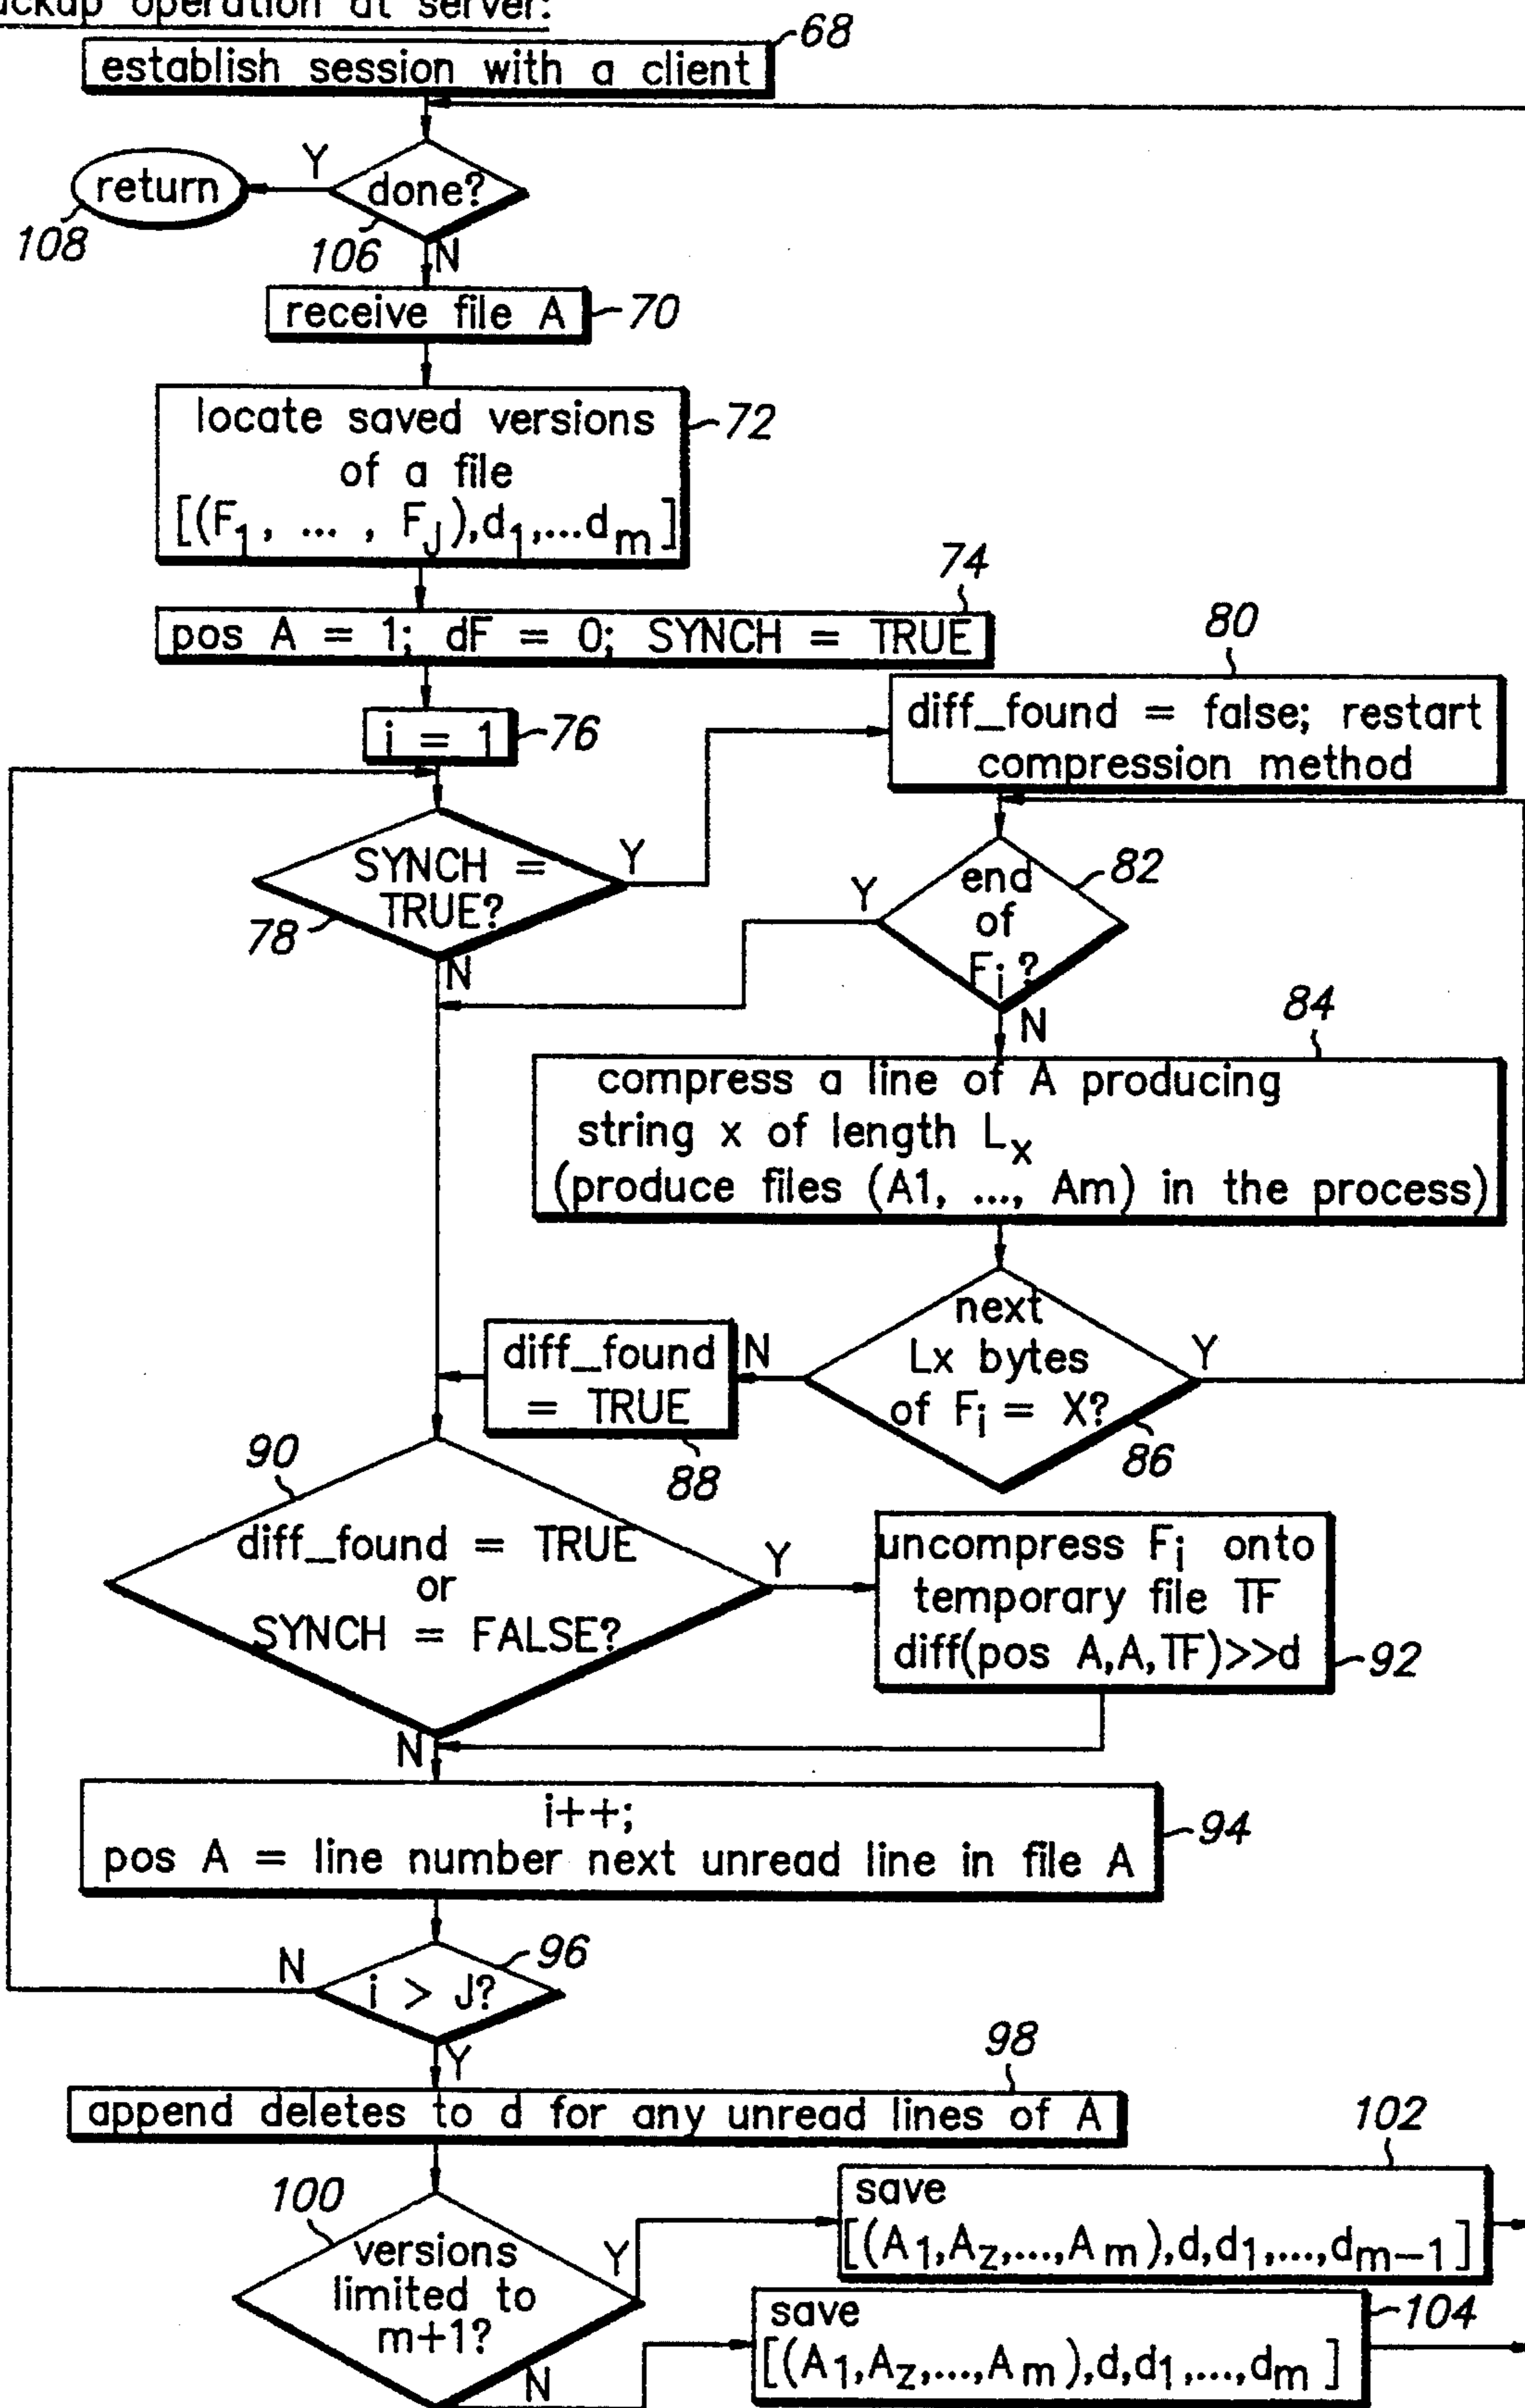 backup operation at server:
68
establish session with a client
Y
done?
return
108
106
N
receive file A
70
locate saved versions
of a file
[(F1, ... , FJ),d1,...dm]
72
74
pos A = 1; dF = 0; SYNCH = TRUE
80
i = 1
76
diff_found = false; restart
compression method
SYNCH =
TRUE?
Y
78
N
end
of
Fi?
82
Y
N
84
compress a line of A producing
string x of length Lx
(produce files (A1, ..., Am) in the process)
next
Lx bytes
of Fi = X?
Y
N
86
diff_found
= TRUE
88
90
diff_found = TRUE
or
SYNCH = FALSE?
Y
N
uncompress Fi onto
temporary file TF
diff(pos A,A,TF)>>d
92
i++;
pos A = line number next unread line in file A
94
N
i > J?
96
Y
98
append deletes to d for any unread lines of A
100
versions
limited to
m+1?
Y
N
102
save
[(A1,Az,...,Am),d,d1,...,dm-1]
save
[(A1,Az,...,Am),d,d1,...,dm]
104